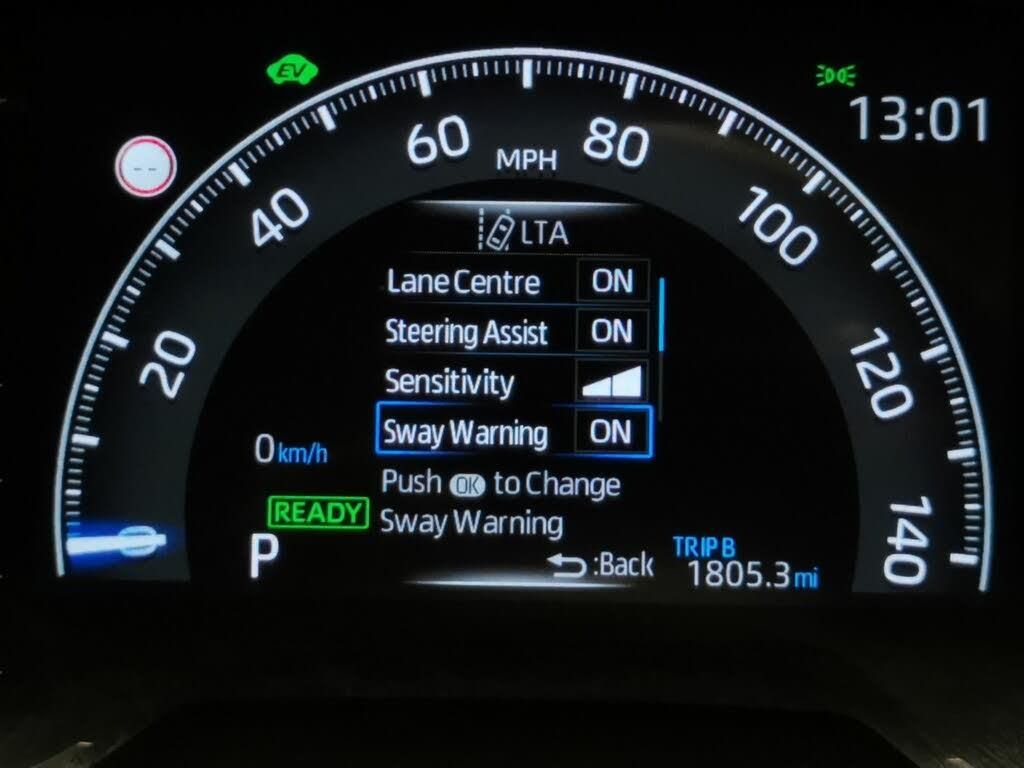 EV
13:01
--
20
40
60
MPH
80
100
120
140
0
LTA
Lane Centre ON
Steering Assist ON
Sensitivity
Sway Warning ON
Push OK to Change
Sway Warning
:Back
0 km/h
READY
P
TRIP B
1805.3 mi